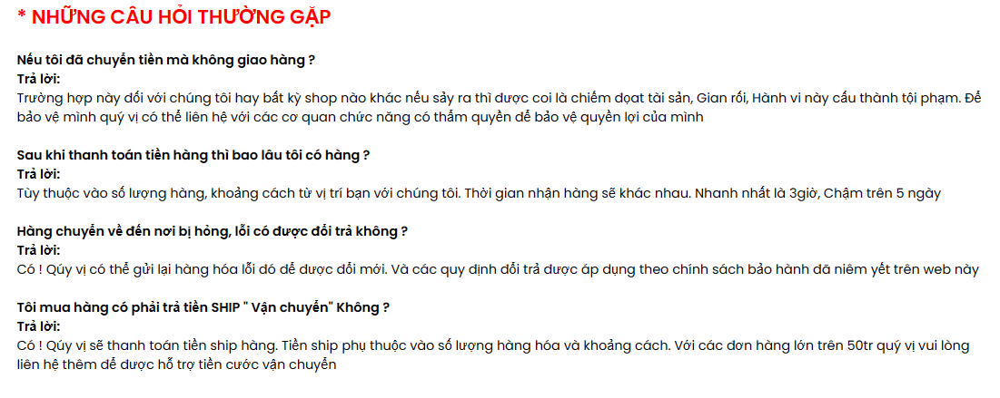 * NHỮNG CÂU HỎI THƯỜNG GẶP
Nếu tôi đã chuyển tiền mà không giao hàng ?
Trả lời:
Trường hợp này đối với chúng tôi hay bất kỳ shop nào khác nếu sảy ra thì được coi là chiếm đọat tài sản, Gian rối, Hành vi này cấu thành tội phạm. Để
bảo vệ mình quý vị có thể liên hệ với các cơ quan chức năng có thẩm quyền để bảo vệ quyền lợi của mình
Sau khi thanh toán tiền hàng thì bao lâu tôi có hàng ?
Trả lời:
Tùy thuộc vào số lượng hàng, khoảng cách từ vị trí bạn với chúng tôi. Thời gian nhận hàng sẽ khác nhau. Nhanh nhất là 3giờ, Chậm trên 5 ngày
Hàng chuyển về đến nơi bị hỏng, lỗi có được đổi trả không ?
Trả lời:
Có ! Qúy vị có thể gửi lại hàng hóa lỗi đó để được đổi mới. Và các quy định đổi trả được áp dụng theo chính sách bảo hành đã niêm yết trên web này
Tôi mua hàng có phải trả tiền SHIP " Vận chuyển" Không ?
Trả lời:
Có ! Qúy vị sẽ thanh toán tiền ship hàng. Tiền ship phụ thuộc vào số lượng hàng hóa và khoảng cách. Với các đơn hàng lớn trên 50tr quý vị vui lòng
liên hệ thêm để được hỗ trợ tiền cước vận chuyển